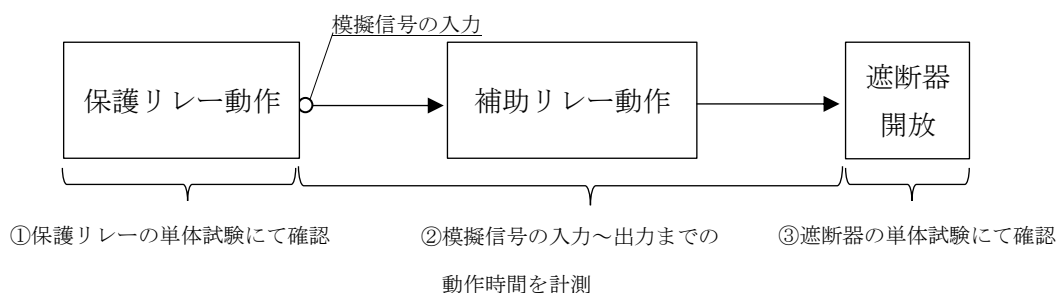 模擬信号の入力
保護リレー動作
補助リレー動作
遮断器
開放
①保護リレーの単体試験にて確認
②模擬信号の入力～出力までの
動作時間を計測
③遮断器の単体試験にて確認